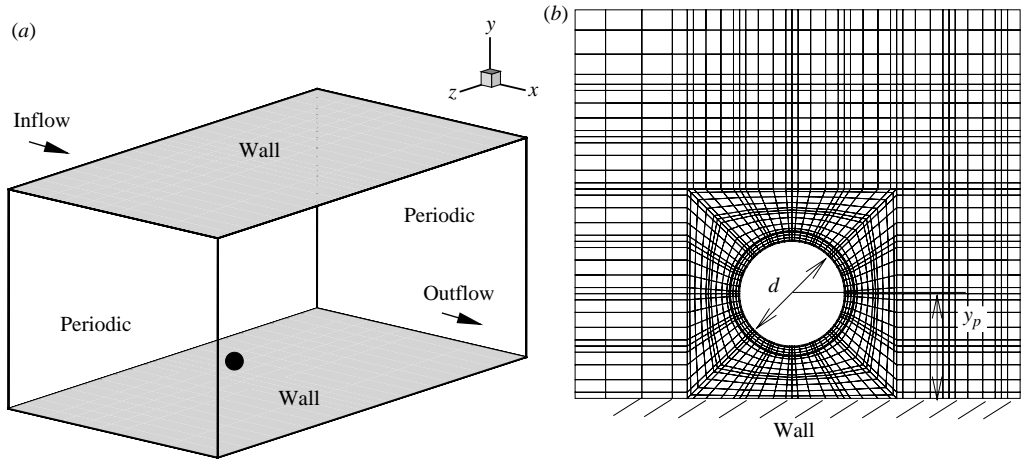 (a)
y
z
x
Inflow
Wall
Periodic
Outflow
Periodic
Wall
(b)
d
y_p
Wall